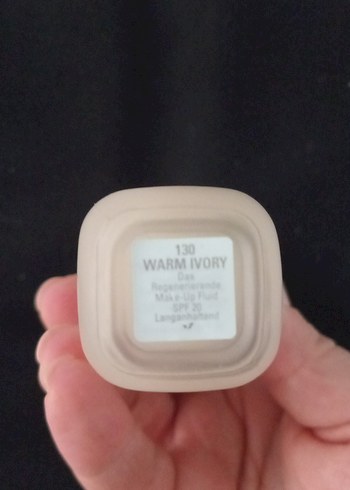 130
WARM IVORY
Das
Regenerierende
Make-Up Fluid
SPF 20
Langanhaltend